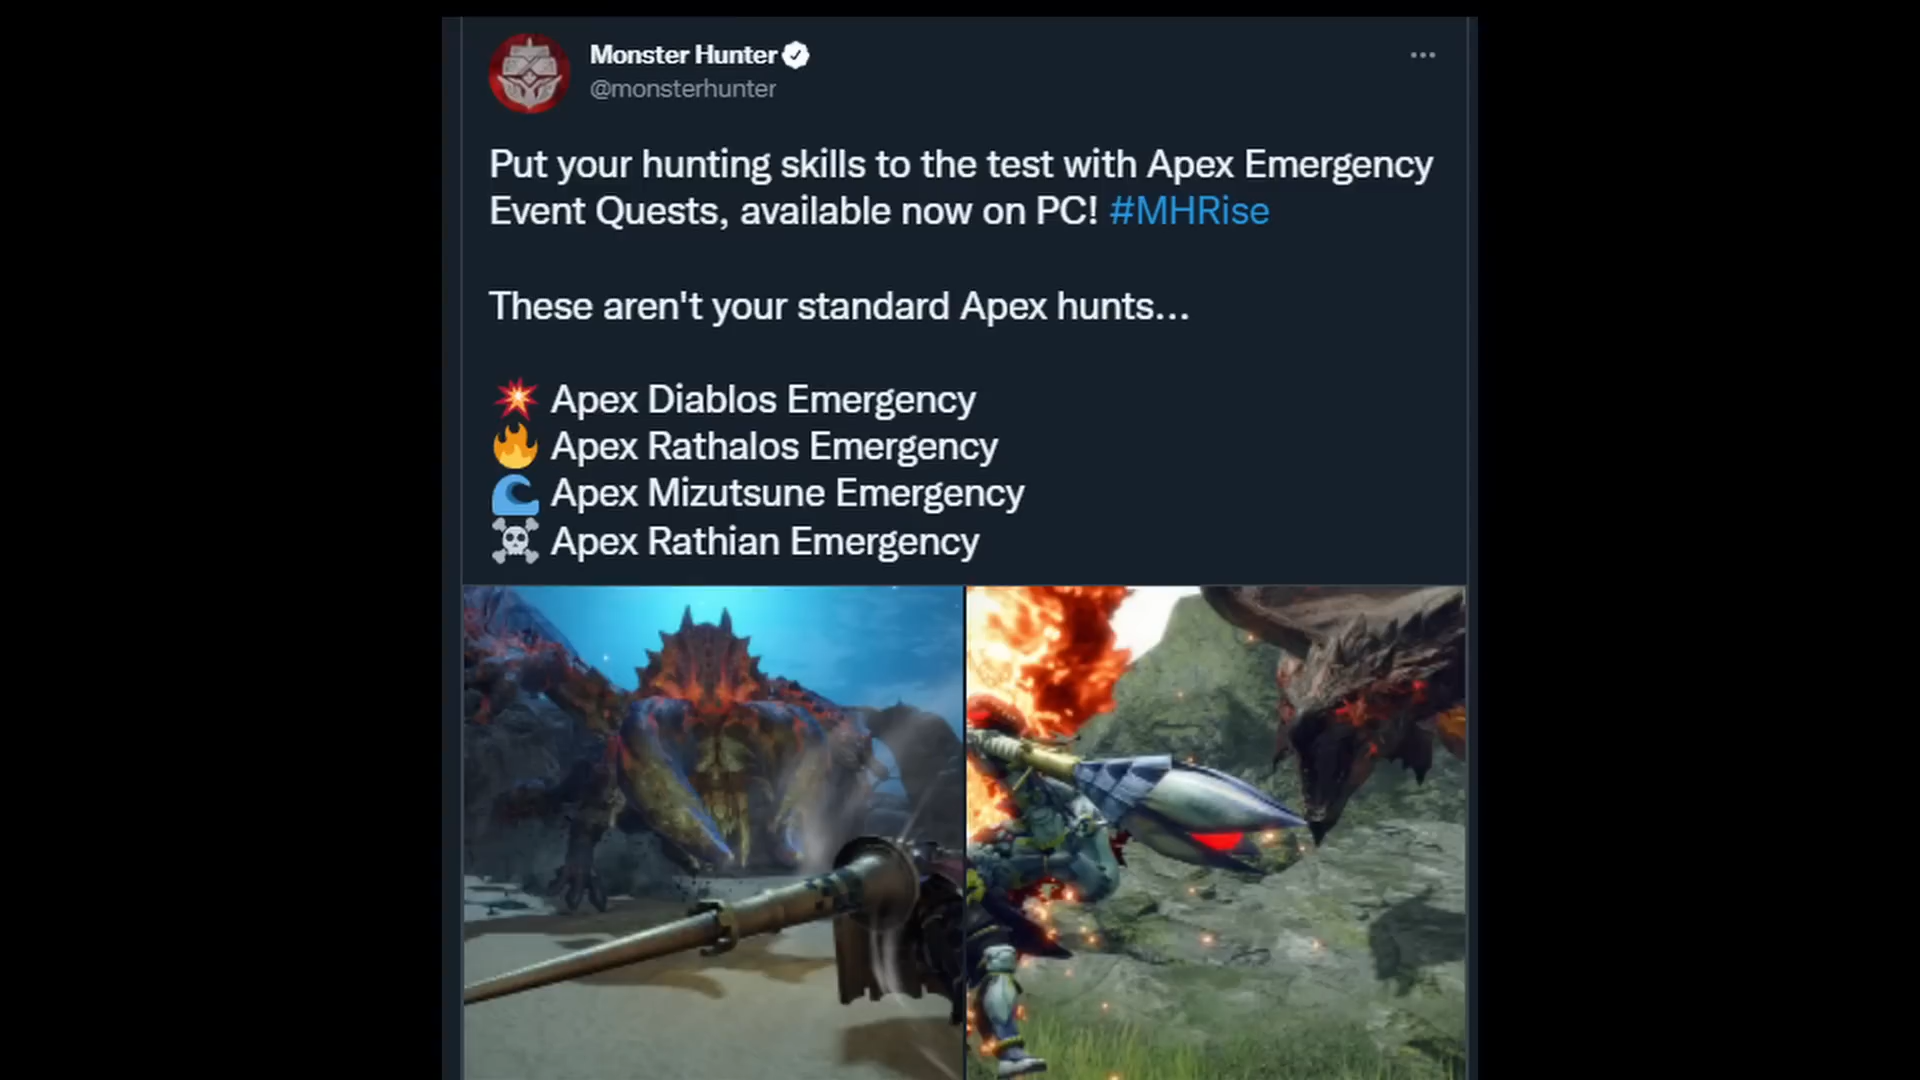 Monster Hunter
@monsterhunter
Put your hunting skills to the test with Apex Emergency
Event Quests, available now on PC! #MHRise
These aren't your standard Apex hunts...
💥 Apex Diablos Emergency
🔥 Apex Rathalos Emergency
🌊 Apex Mizutsune Emergency
☠️ Apex Rathian Emergency